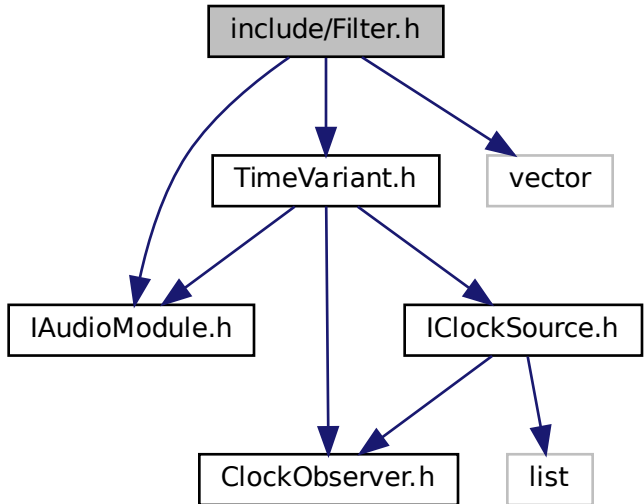 include/Filter.h
TimeVariant.h
vector
IAudioModule.h
IClockSource.h
ClockObserver.h
list